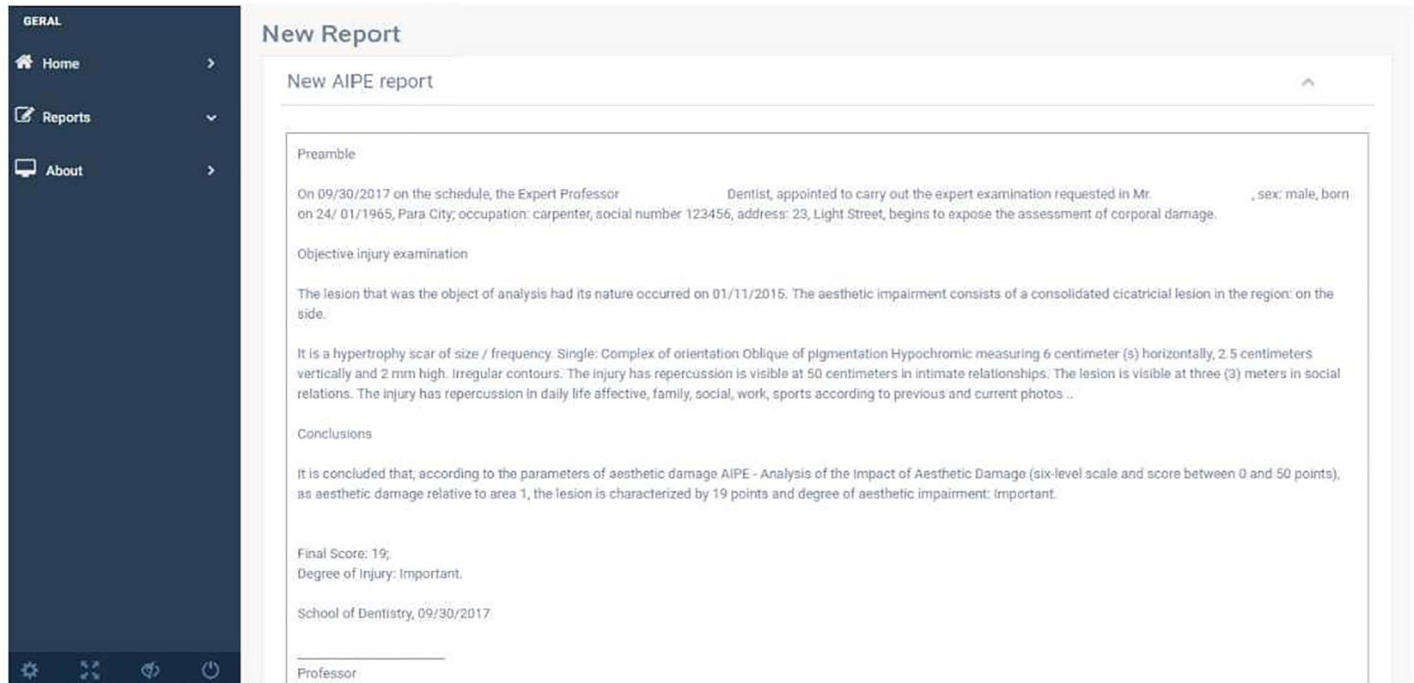 GERAL
Home
Reports
About
New Report
New AIPE report
Preamble
On 09/30/2017 on the schedule, the Expert Professor Dentist, appointed to carry out the expert examination requested in Mr. , sex: male, born
on 24/ 01/1965, Para City; occupation: carpenter, social number 123456, address: 23, Light Street, begins to expose the assessment of corporal damage.
Objective injury examination
The lesion that was the object of analysis had its nature occurred on 01/11/2015. The aesthetic impairment consists of a consolidated cicatricial lesion in the region: on the
side.
It is a hypertrophy scar of size / frequency. Single: Complex of orientation Oblique of pigmentation Hypochromic measuring 6 centimeter (s) horizontally, 2.5 centimeters
vertically and 2 mm high. Irregular contours. The injury has repercussion is visible at 50 centimeters in intimate relationships. The lesion is visible at three (3) meters in social
relations. The injury has repercussion in daily life affective, family, social, work, sports according to previous and current photos ..
Conclusions
It is concluded that, according to the parameters of aesthetic damage AIPE - Analysis of the Impact of Aesthetic Damage (six-level scale and score between 0 and 50 points),
as aesthetic damage relative to area 1, the lesion is characterized by 19 points and degree of aesthetic impairment: Important.
Final Score: 19;
Degree of Injury: Important.
School of Dentistry, 09/30/2017
Professor